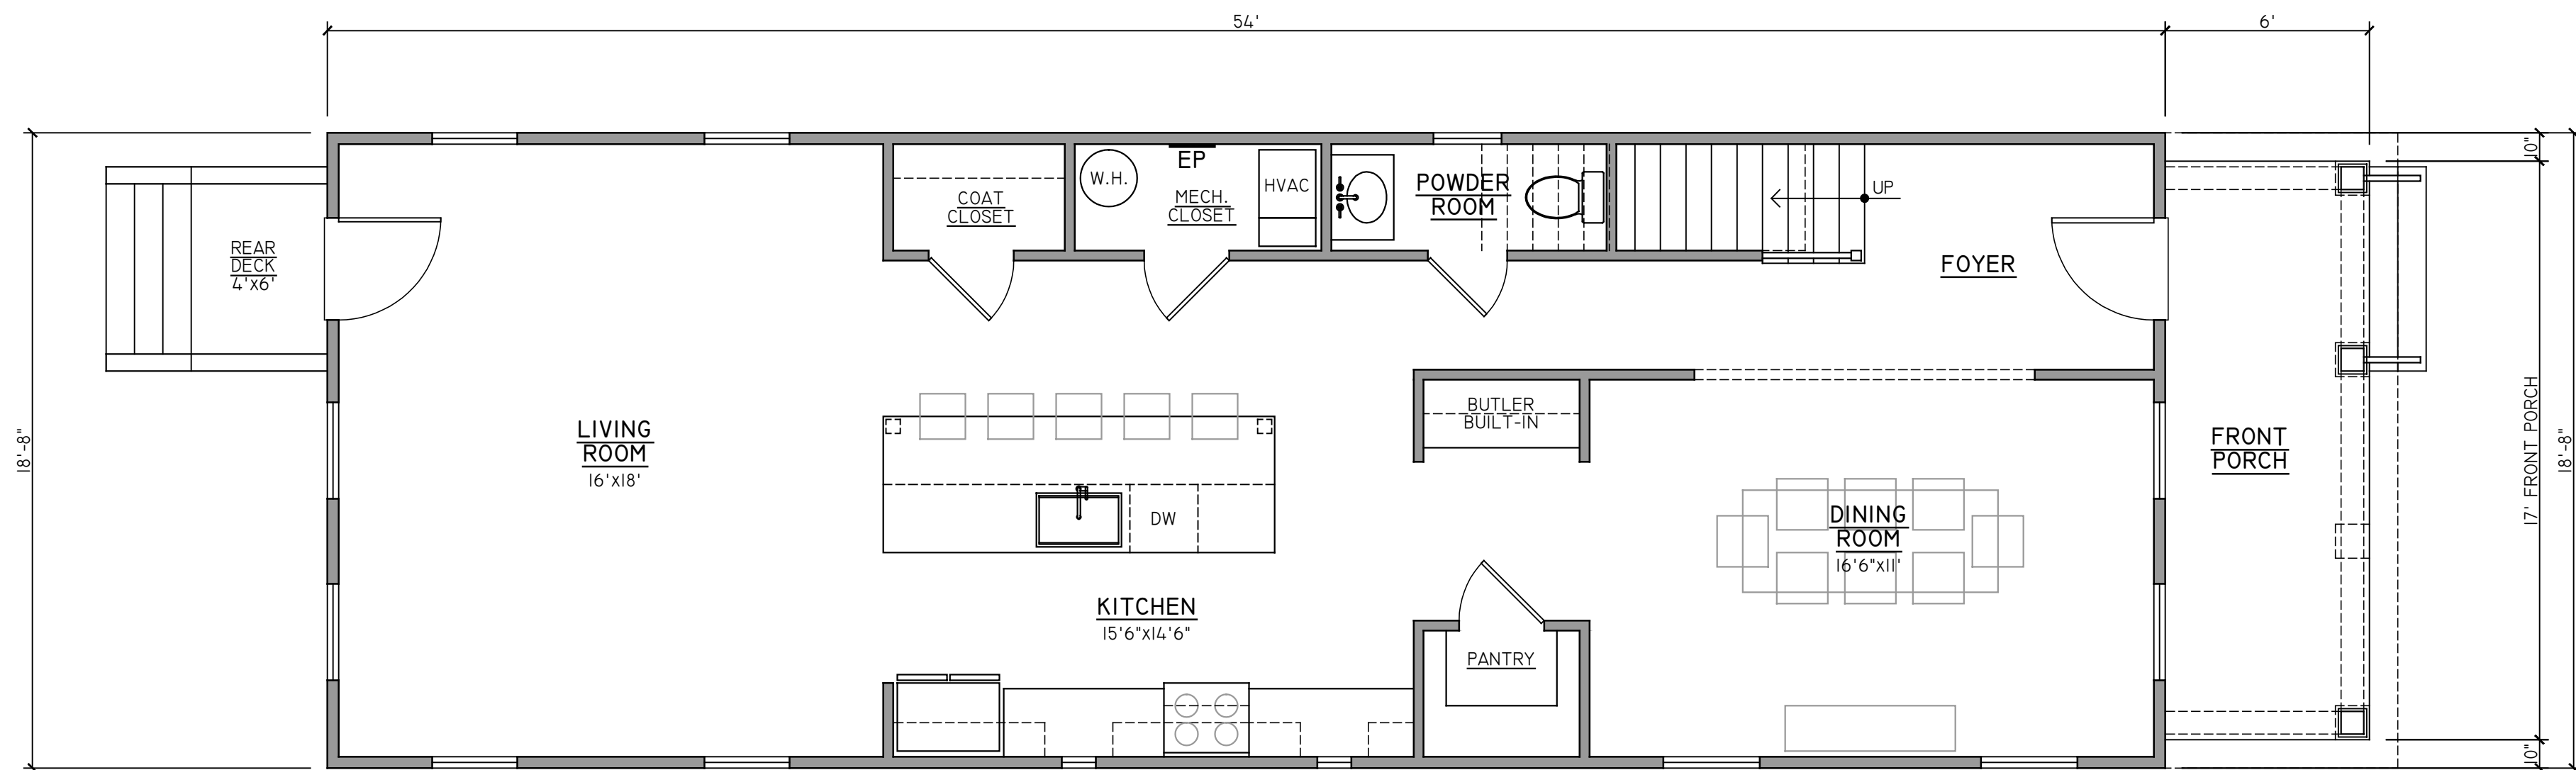 54'
6'
10"
EP
W.H.
HVAC
MECH.
CLOSET
COAT
CLOSET
POWDER
ROOM
UP
REAR
DECK
4'x6'
FOYER
BUTLER
BUILT-IN
LIVING
ROOM
16'x18'
FRONT
PORCH
18'-8"
17' FRONT PORCH
18'-8"
DW
DINING
ROOM
16'6"x11'
KITCHEN
15'6"x14'6"
PANTRY
10"